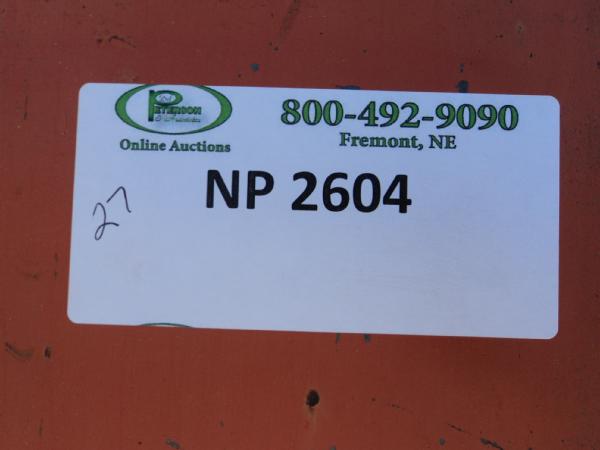 PETERSON
Online Auctions
800-492-9090
Fremont, NE
NP 2604
27